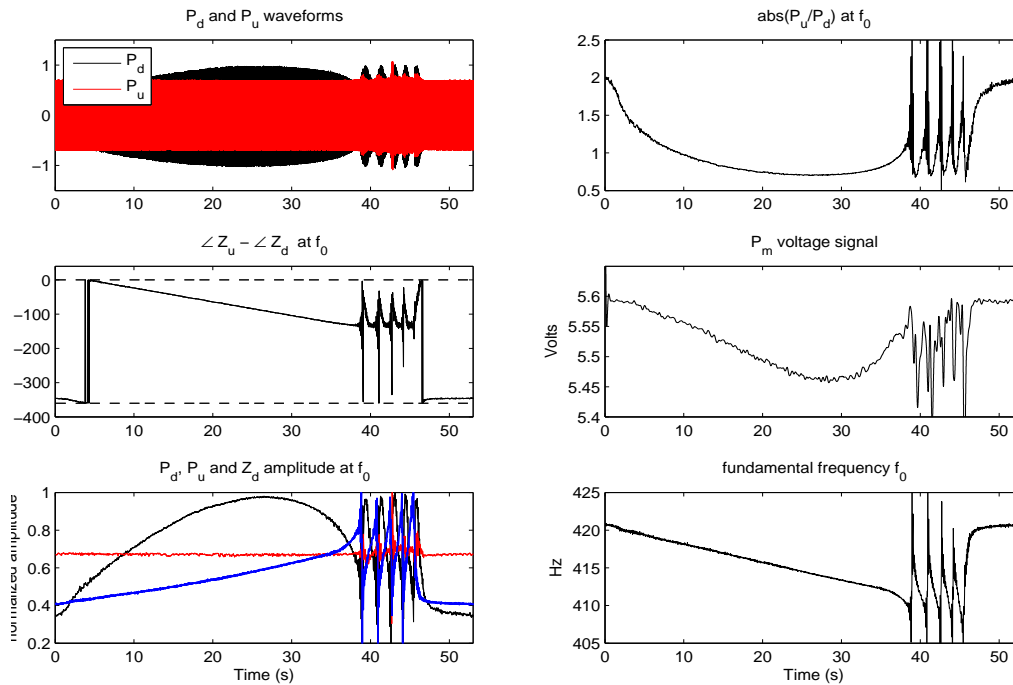 P_d and P_u waveforms
1
0
−1
P_d
P_u
0 10 20 30 40 50
abs(P_u/P_d) at f_0
2.5
2
1.5
1
0.5
0 10 20 30 40 50
∠ Z_u − ∠ Z_d at f_0
0
−100
−200
−300
−400
0 10 20 30 40 50
P_m voltage signal
Volts
5.6
5.55
5.5
5.45
5.4
0 10 20 30 40 50
P_d, P_u and Z_d amplitude at f_0
normalized amplitude
1
0.8
0.6
0.4
0.2
0 10 20 30 40 50
Time (s)
fundamental frequency f_0
Hz
425
420
415
410
405
0 10 20 30 40 50
Time (s)